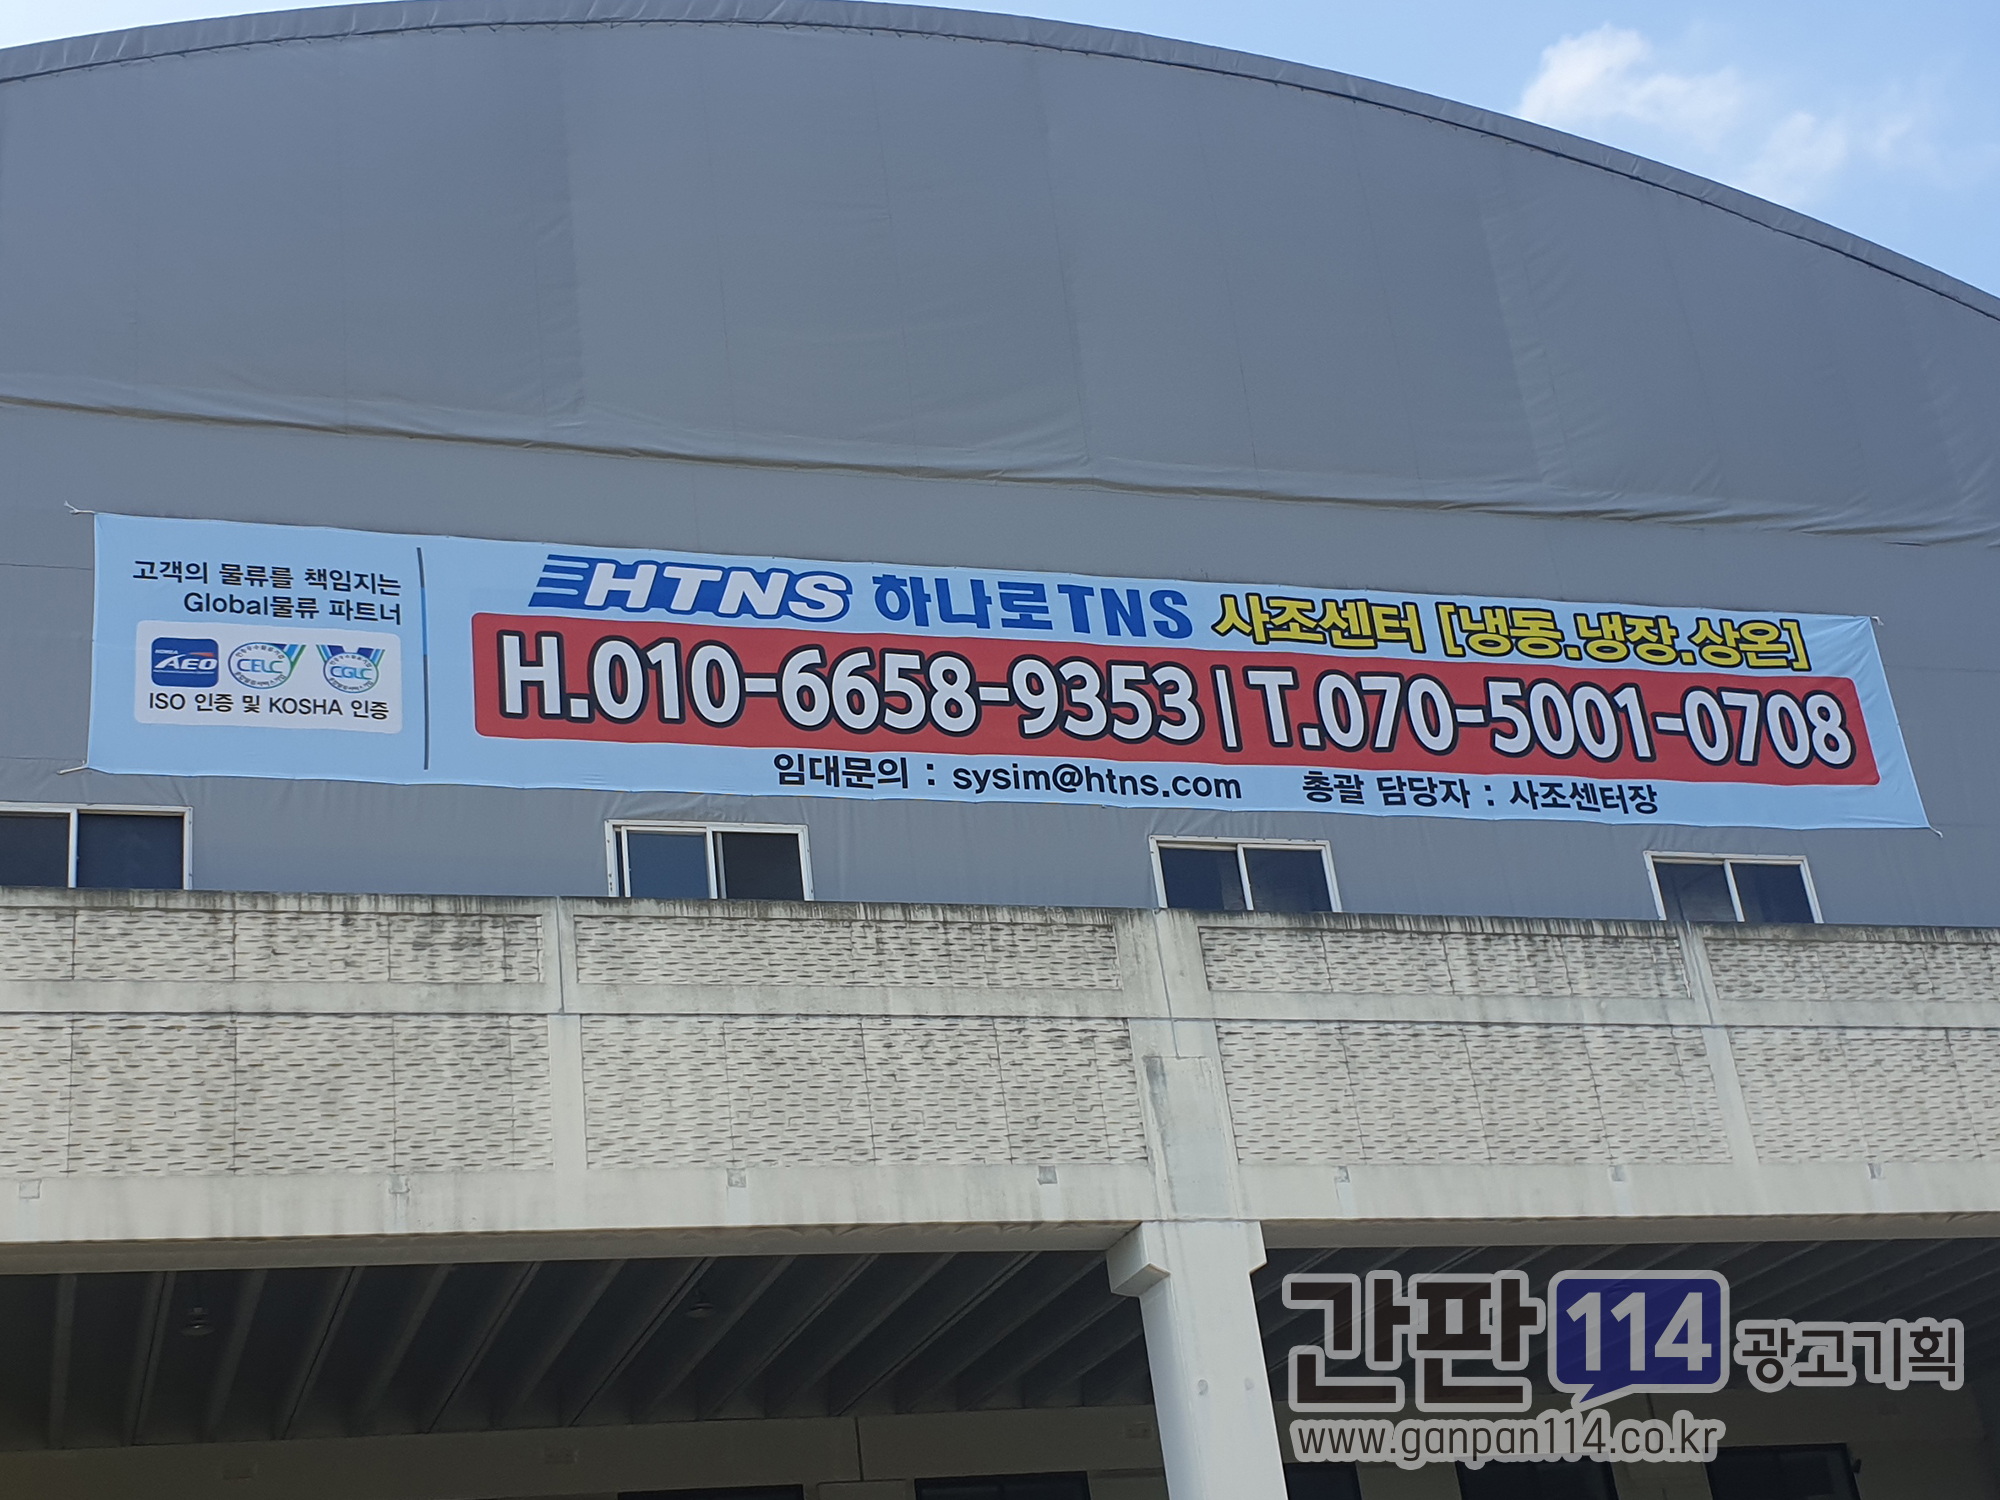 고객의 물류를 책임지는
Global물류 파트너
KOREA
AEO
CELC
CGLC
ISO 인증 및 KOSHA 인증
HTNS 하나로TNS 사조센터 [냉동.냉장.상온]
H.010-6658-9353 | T.070-5001-0708
임대문의 : sysim@htns.com 총괄 담당자 : 사조센터장
간판 114 광고기획
www.ganpan114.co.kr